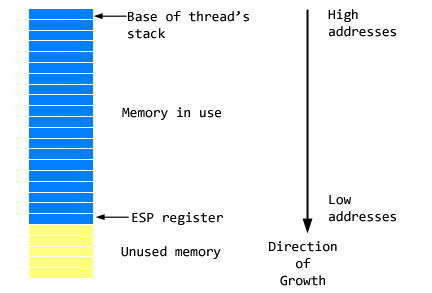 Base of thread’s
stack
High
addresses
Memory in use
Low
addresses
ESP register
Unused memory
Direction
of
Growth